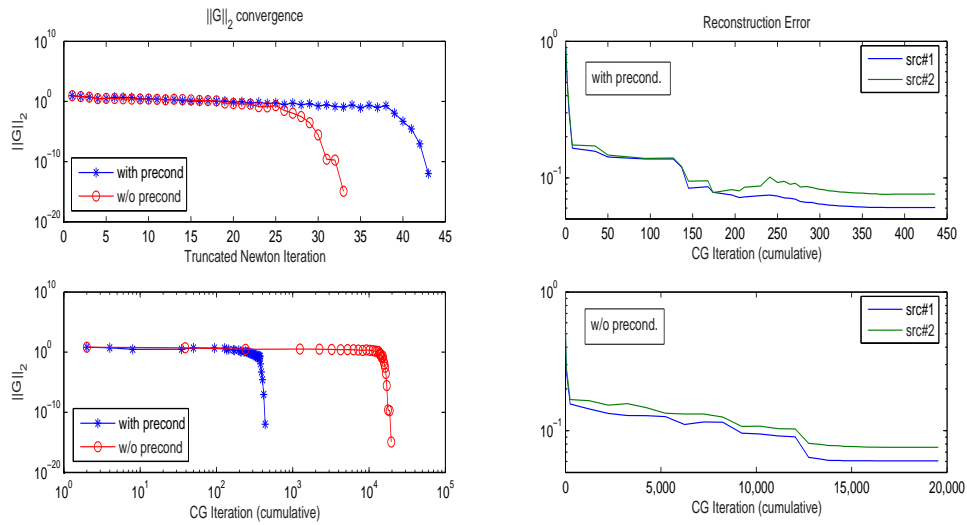 ||G||2 convergence
10^10
10^0
10^-10
10^-20
||G||2
with precond
w/o precond
0 5 10 15 20 25 30 35 40 45
Truncated Newton Iteration
Reconstruction Error
10^0
10^-1
with precond.
src#1
src#2
0 50 100 150 200 250 300 350 400 450
CG Iteration (cumulative)
10^10
10^0
10^-10
10^-20
||G||2
with precond
w/o precond
10^0 10^1 10^2 10^3 10^4 10^5
CG Iteration (cumulative)
10^0
10^-1
w/o precond.
src#1
src#2
0 5,000 10,000 15,000 20,000
CG Iteration (cumulative)